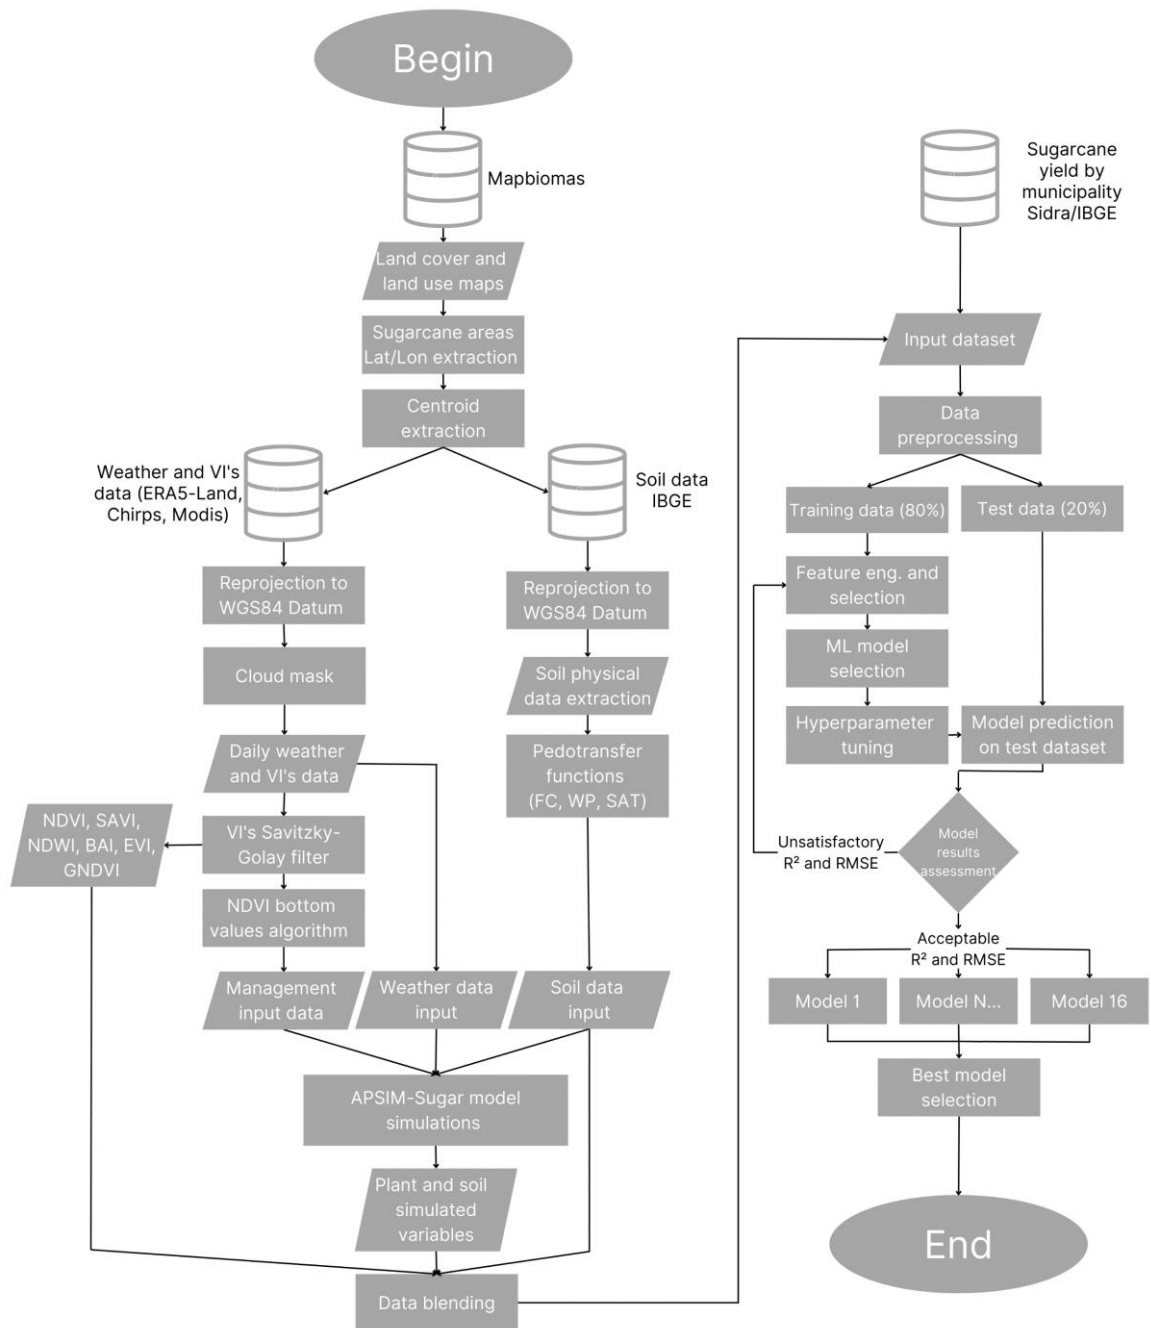 Begin
Mapbiomas
Land cover and
land use maps
Sugarcane areas
Lat/Lon extraction
Centroid
extraction
Weather and VI's
data (ERA5-Land,
Chirps, Modis)
Soil data
IBGE
Reprojection to
WGS84 Datum
Reprojection to
WGS84 Datum
Cloud mask
Soil physical
data extraction
Daily weather
and VI's data
Pedotransfer
functions
(FC, WP, SAT)
NDVI, SAVI,
NDWI, BAI, EVI,
GNDVI
VI's Savitzky-
Golay filter
NDVI bottom
values algorithm
Management
input data
Weather data
input
Soil data
input
APSIM-Sugar model
simulations
Plant and soil
simulated
variables
Data blending
Sugarcane
yield by
municipality
Sidra/IBGE
Input dataset
Data
preprocessing
Training data (80%)
Test data (20%)
Feature eng. and
selection
ML model
selection
Hyperparameter
tuning
Model prediction
on test dataset
Model
results
assessment
Unsatisfactory
R² and RMSE
Acceptable
R² and RMSE
Model 1
Model N...
Model 16
Best model
selection
End